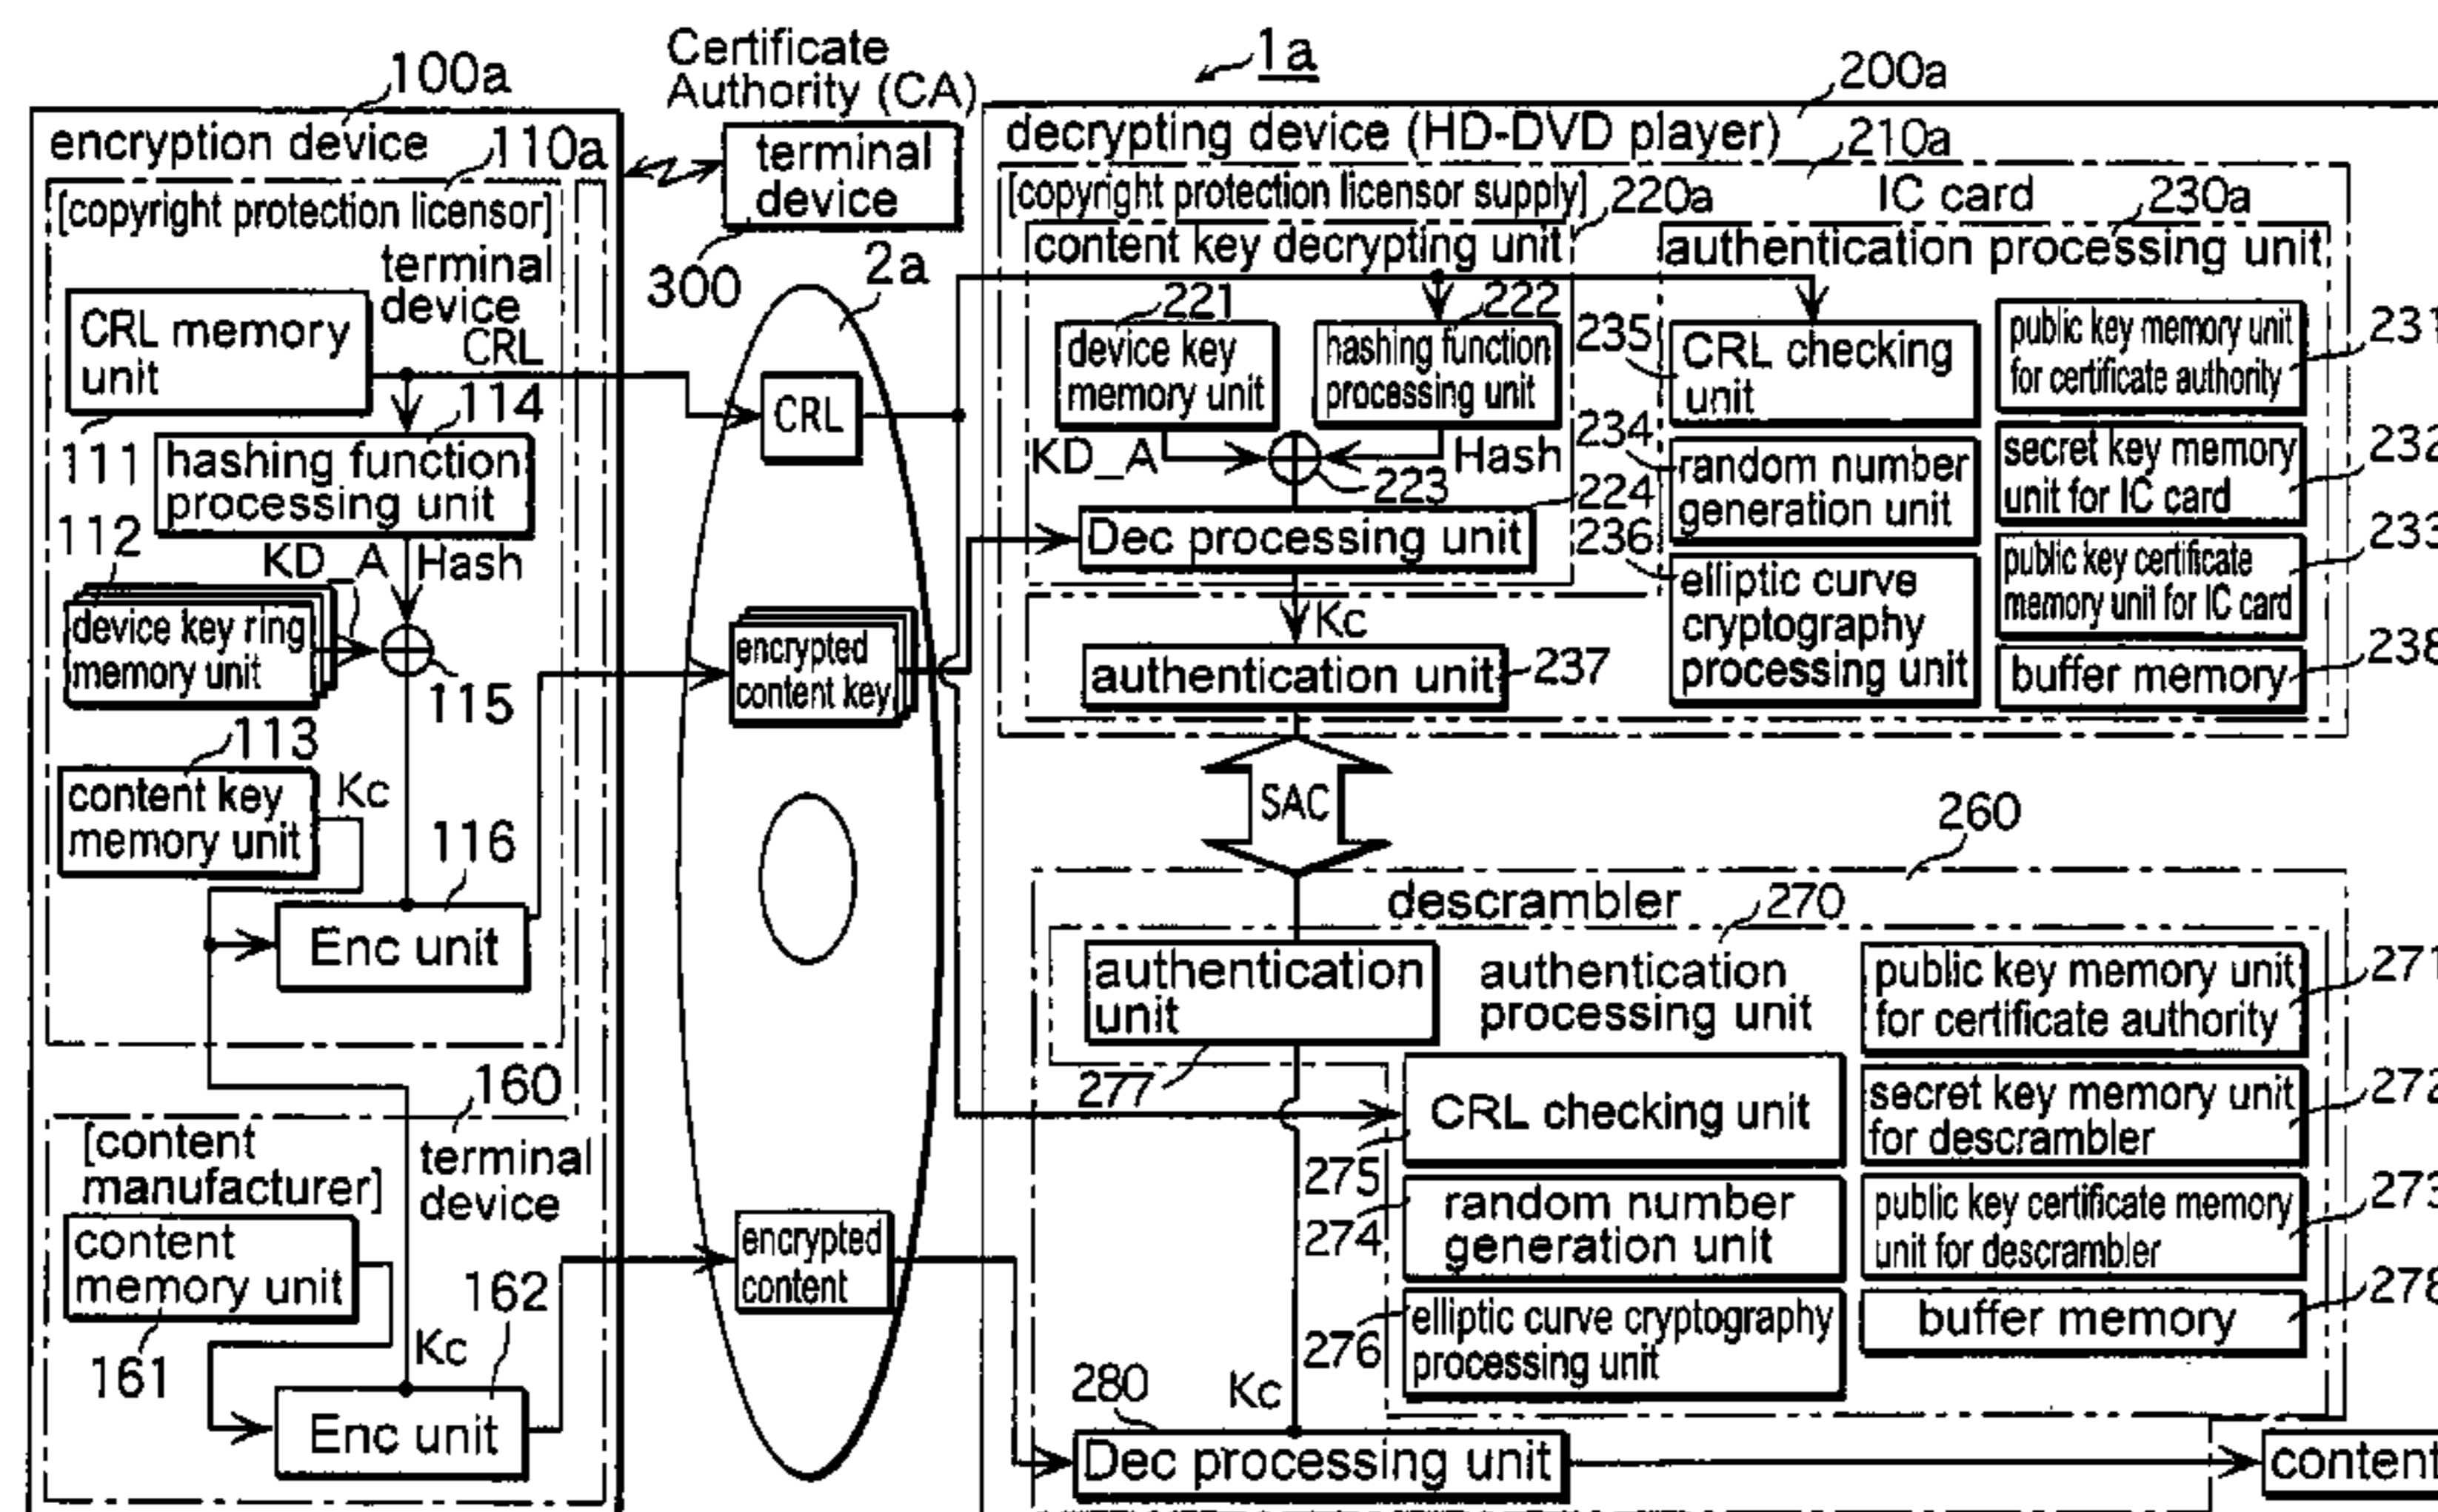 1a
100a
encryption device
110a
[copyright protection licensor]
terminal
device
CRL memory
unit
CRL
111
114
hashing function
processing unit
112
KD_A
Hash
device key ring
memory unit
115
113
content key
memory unit
Kc
116
Enc unit
160
[content
manufacturer]
terminal
device
content
memory unit
161
162
Kc
Enc unit
Certificate
Authority (CA)
terminal
device
300
2a
CRL
encrypted
content key
encrypted
content
200a
decrypting device (HD-DVD player)
210a
[copyright protection licensor supply]
220a
IC card
230a
content key decrypting unit
authentication processing unit
221
222
device key
memory unit
hashing function
processing unit
KD_A
Hash
223
224
Dec processing unit
Kc
authentication unit
237
235
CRL checking
unit
234
random number
generation unit
236
elliptic curve
cryptography
processing unit
public key memory unit
for certificate authority
231
secret key memory
unit for IC card
232
public key certificate
memory unit for IC card
233
buffer memory
238
SAC
260
descrambler
270
authentication
unit
277
authentication
processing unit
CRL checking unit
275
random number
generation unit
274
elliptic curve cryptography
processing unit
276
public key memory unit
for certificate authority
271
secret key memory unit
for descrambler
272
public key certificate memory
unit for descrambler
273
buffer memory
278
280
Kc
Dec processing unit
content